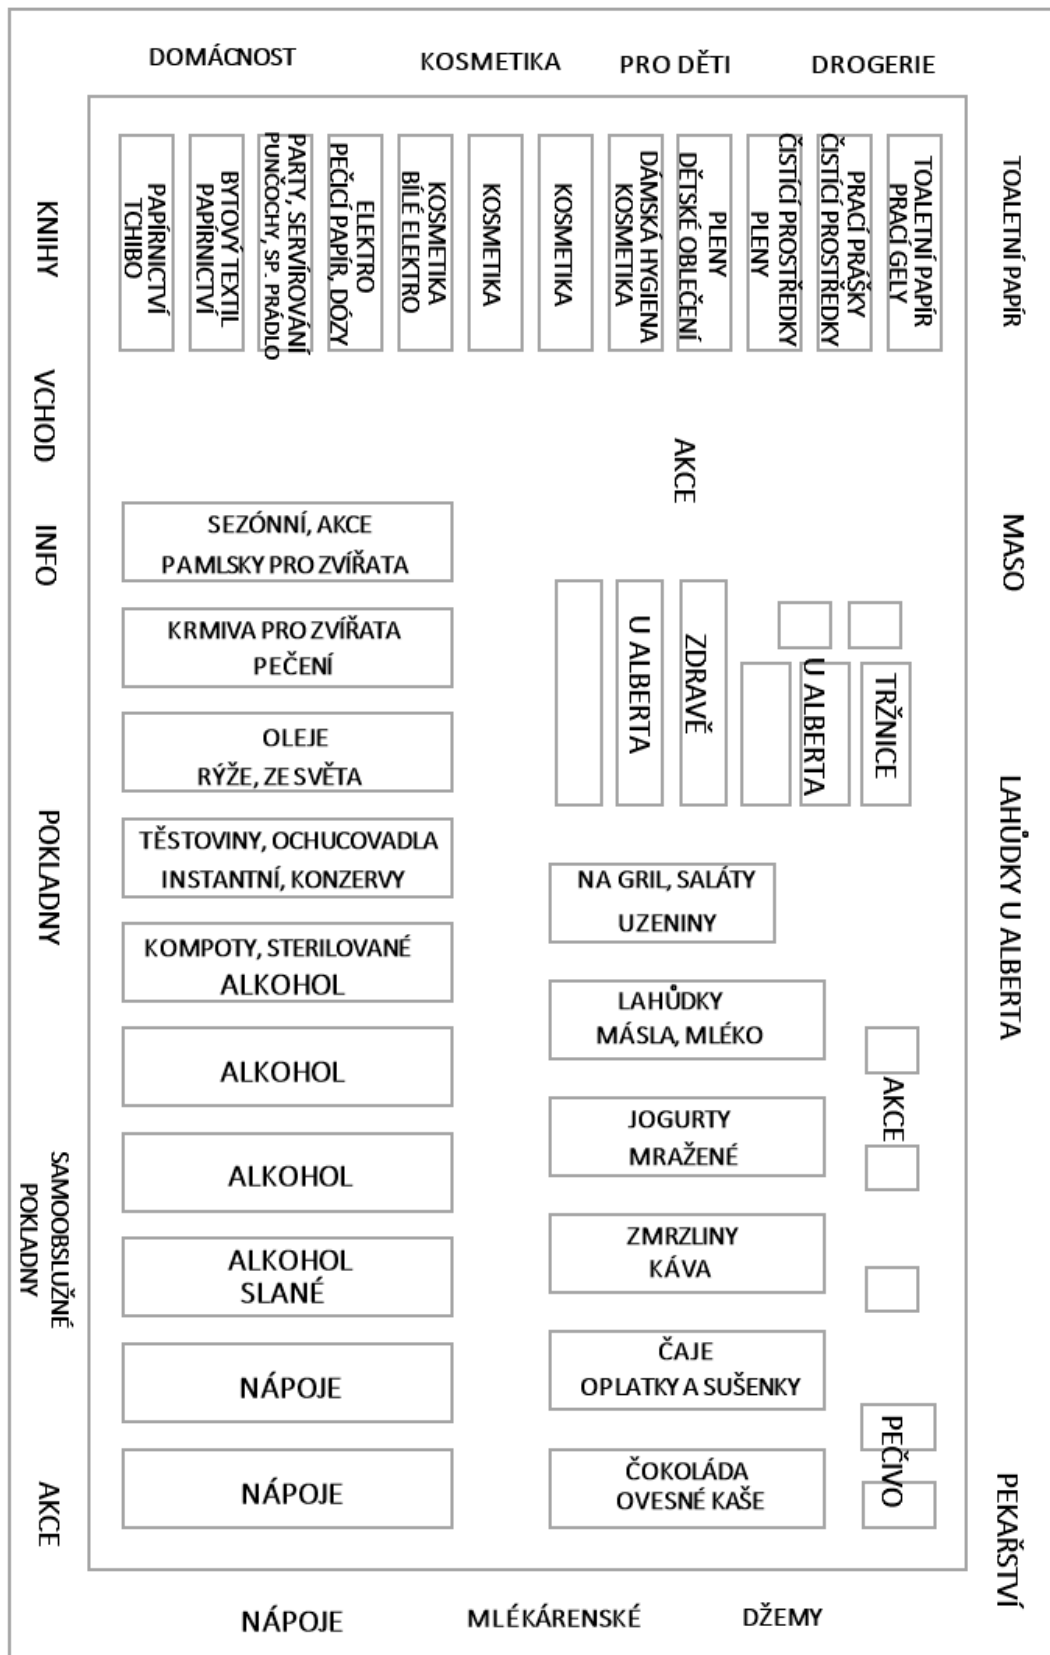 DOMÁCNOST
KOSMETIKA
PRO DĚTI
DROGERIE
KNIHY
PAPÍRNICTVÍ
TCHIBO
BYTOVÝ TEXTIL
PAPÍRNICTVÍ
PARTY, SERVÍROVÁNÍ
PUNČOCHY, SP. PRÁDLO
ELEKTRO
PEČICÍ PAPÍR, DÓZY
KOSMETIKA
BÍLÉ ELEKTRO
KOSMETIKA
KOSMETIKA
DÁMSKÁ HYGIENA
KOSMETIKA
PLENY
DĚTSKÉ OBLEČENÍ
ČISTÍCÍ PROSTŘEDKY
PLENY
PRACÍ PRÁŠKY
ČISTÍCÍ PROSTŘEDKY
TOALETNÍ PAPÍR
PRACÍ GELY
TOALETNÍ PAPÍR
VCHOD
AKCE
INFO
SEZÓNNÍ, AKCE
PAMLSKY PRO ZVÍŘATA
MASO
KRMIVA PRO ZVÍŘATA
PEČENÍ
U ALBERTA
ZDRAVĚ
U ALBERTA
TRŽNICE
OLEJE
RÝŽE, ZE SVĚTA
POKLADNY
TĚSTOVINY, OCHUCOVADLA
INSTANTNÍ, KONZERVY
NA GRIL, SALÁTY
UZENINY
LAHŮDKY U ALBERTA
KOMPOTY, STERILOVANÉ
ALKOHOL
LAHŮDKY
MÁSLA, MLÉKO
ALKOHOL
AKCE
JOGURTY
MRAŽENÉ
SAMOOBSLUŽNÉ
POKLADNY
ALKOHOL
ZMRZLINY
KÁVA
ALKOHOL
SLANÉ
ČAJE
OPLATKY A SUŠENKY
NÁPOJE
PEČIVO
AKCE
NÁPOJE
ČOKOLÁDA
OVESNÉ KAŠE
PEKAŘSTVÍ
NÁPOJE
MLÉKÁRENSKÉ
DŽEMY